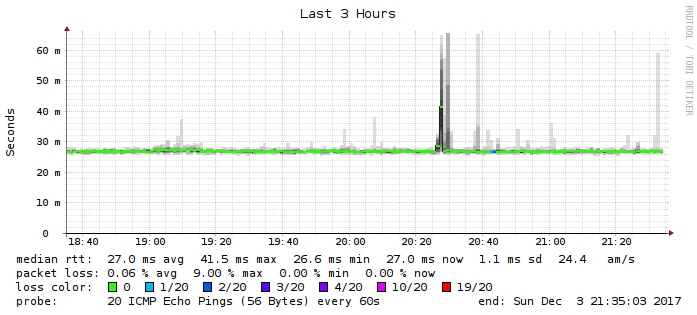 Last 3 Hours
RRDTOOL / TOBI OETIKER
Seconds
60 m
50 m
40 m
30 m
20 m
10 m
0
18:40 19:00 19:20 19:40 20:00 20:20 20:40 21:00 21:20
median rtt: 27.0 ms avg 41.5 ms max 26.6 ms min 27.0 ms now 1.1 ms sd 24.4 am/s
packet loss: 0.06 % avg 9.00 % max 0.00 % min 0.00 % now
loss color: 0 1/20 2/20 3/20 4/20 10/20 19/20
probe: 20 ICMP Echo Pings (56 Bytes) every 60s end: Sun Dec 3 21:35:03 2017